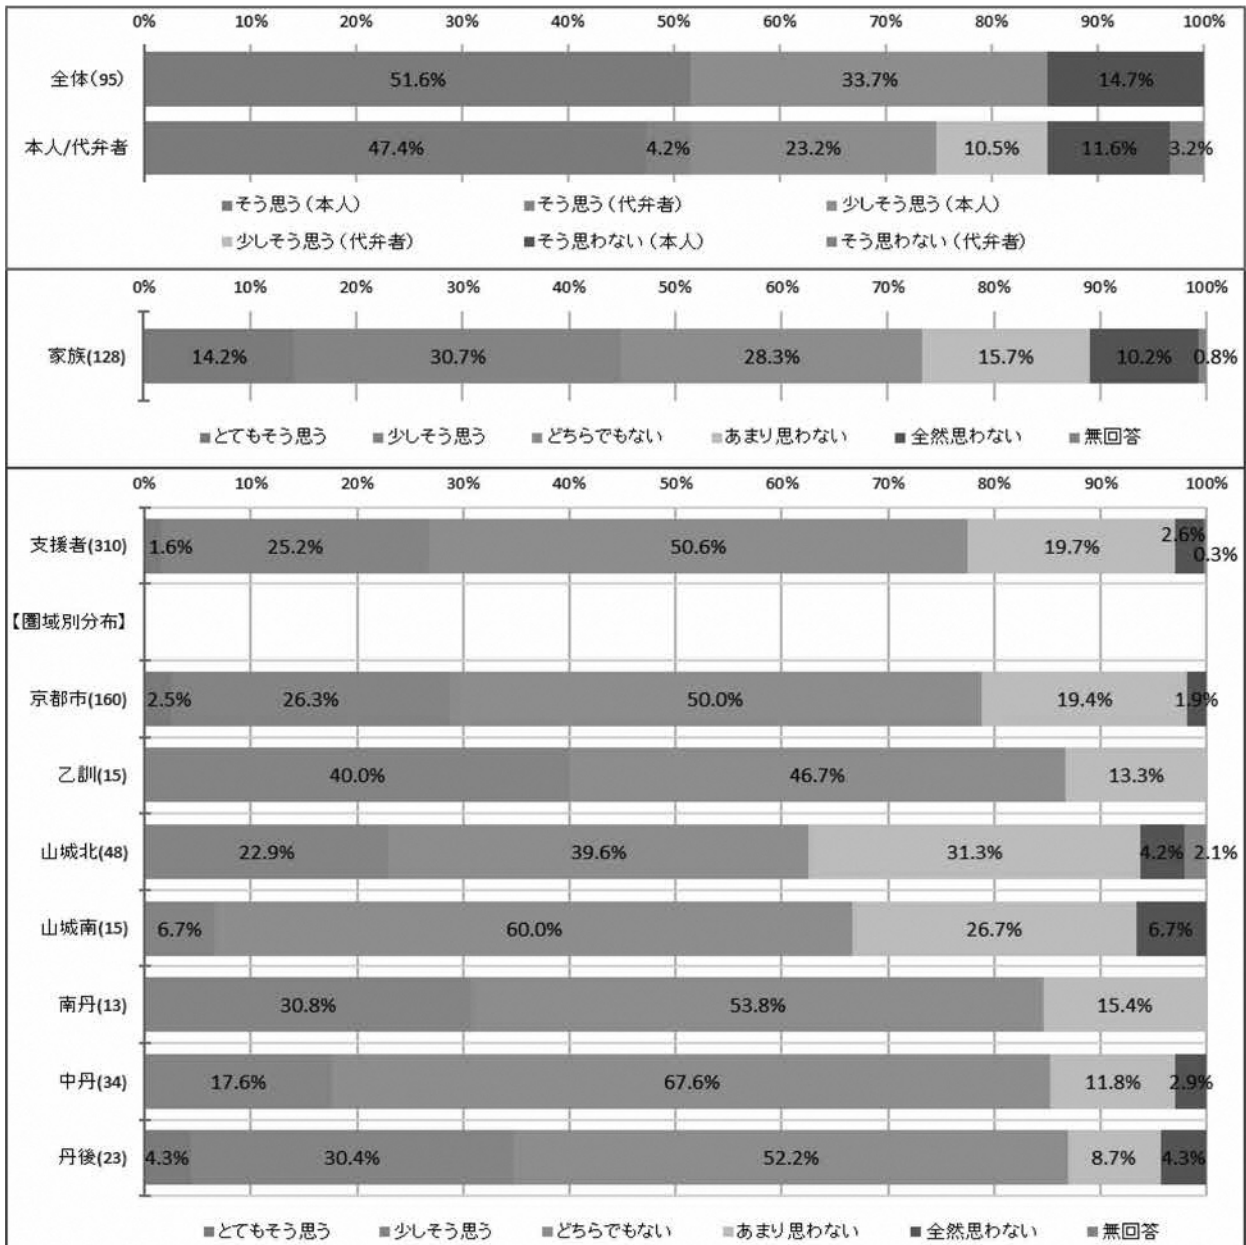 0% 10% 20% 30% 40% 50% 60% 70% 80% 90% 100%
全体(95) 51.6% 33.7% 14.7%
本人/代弁者 47.4% 4.2% 23.2% 10.5% 11.6% 3.2%
■そう思う(本人) ■そう思う(代弁者) ■少しそう思う(本人)
■少しそう思う(代弁者) ■そう思わない(本人) ■そう思わない(代弁者)
0% 10% 20% 30% 40% 50% 60% 70% 80% 90% 100%
家族(128) 14.2% 30.7% 28.3% 15.7% 10.2% 0.8%
■とてもそう思う ■少しそう思う ■どちらでもない ■あまり思わない ■全然思わない ■無回答
0% 10% 20% 30% 40% 50% 60% 70% 80% 90% 100%
支援者(310) 1.6% 25.2% 50.6% 19.7% 2.6% 0.3%
【圏域別分布】
京都市(160) 2.5% 26.3% 50.0% 19.4% 1.9%
乙訓(15) 40.0% 46.7% 13.3%
山城北(48) 22.9% 39.6% 31.3% 4.2% 2.1%
山城南(15) 6.7% 60.0% 26.7% 6.7%
南丹(13) 30.8% 53.8% 15.4%
中丹(34) 17.6% 67.6% 11.8% 2.9%
丹後(23) 4.3% 30.4% 52.2% 8.7% 4.3%
■とてもそう思う ■少しそう思う ■どちらでもない ■あまり思わない ■全然思わない ■無回答